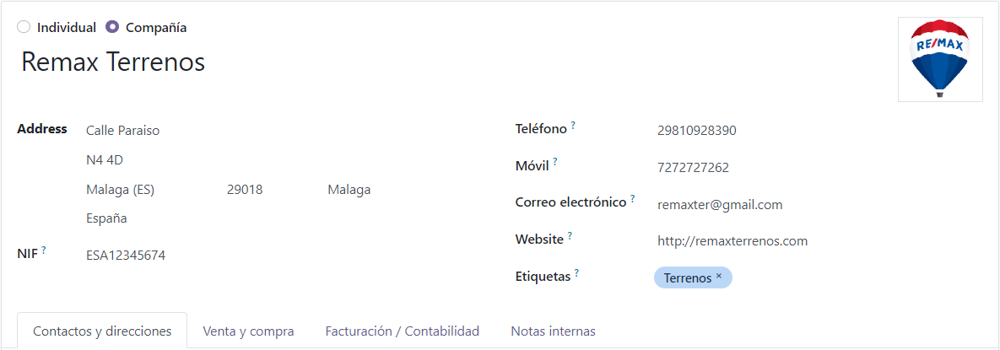 Individual Compañía
RE/MAX
Remax Terrenos
Address Calle Paraiso
N4 4D
Malaga (ES) 29018 Malaga
España
NIF ? ESA12345674
Teléfono ? 29810928390
Móvil ? 7272727262
Correo electrónico ? remaxter@gmail.com
Website ? http://remaxterrenos.com
Etiquetas ? Terrenos ×
Contactos y direcciones Venta y compra Facturación / Contabilidad Notas internas